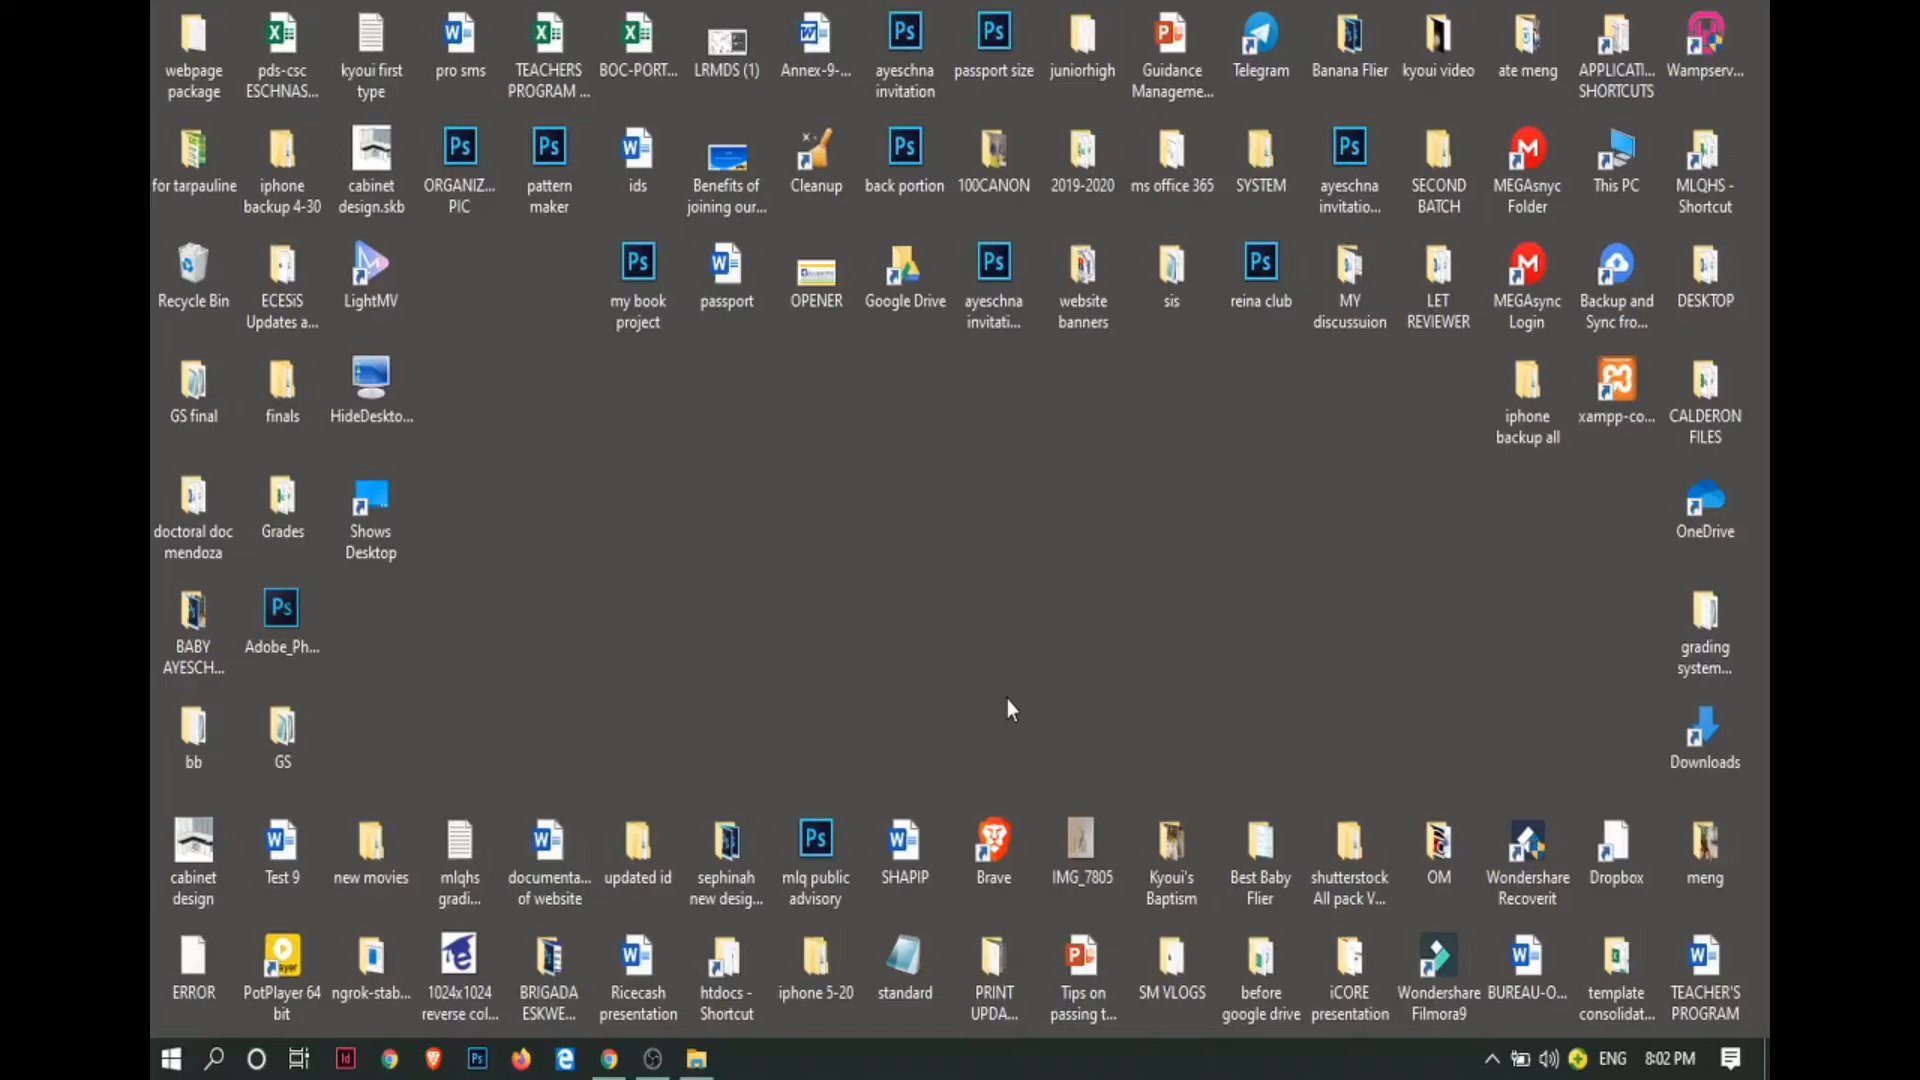 webpage
package
pds-csc
ESCHNAS...
kyoui first
type
pro sms
TEACHERS
PROGRAM ...
BOC-PORT...
LRMDS (1)
Annex-9-...
ayeschna
invitation
passport size
juniorhigh
Guidance
Manageme...
Telegram
Banana Flier
kyoui video
ate meng
APPLICATI...
SHORTCUTS
Wampserv...
for tarpauline
iphone
backup 4-30
cabinet
design.skb
ORGANIZ...
PIC
pattern
maker
ids
Benefits of
joining our...
Cleanup
back portion
100CANON
2019-2020
ms office 365
SYSTEM
ayeschna
invitatio...
SECOND
BATCH
MEGAsnyc
Folder
This PC
MLQHS -
Shortcut
Recycle Bin
ECESiS
Updates a...
LightMV
my book
project
passport
OPENER
Google Drive
ayeschna
invitati...
website
banners
sis
reina club
MY
discussuion
LET
REVIEWER
MEGAsync
Login
Backup and
Sync fro...
DESKTOP
GS final
finals
HideDeskto...
iphone
backup all
xampp-co...
CALDERON
FILES
doctoral doc
mendoza
Grades
Shows
Desktop
OneDrive
BABY
AYESCH...
Adobe_Ph...
grading
system...
bb
GS
Downloads
cabinet
design
Test 9
new movies
mlqhs
gradi...
documenta...
of website
updated id
sephinah
new desig...
mlq public
advisory
SHAPIP
Brave
IMG_7805
Kyoui's
Baptism
Best Baby
Flier
shutterstock
All pack V...
OM
Wondershare
Recoverit
Dropbox
meng
ERROR
PotPlayer 64
bit
ngrok-stab...
1024x1024
reverse col...
BRIGADA
ESKWE...
Ricecash
presentation
htdocs -
Shortcut
iphone 5-20
standard
PRINT
UPDA...
Tips on
passing t...
SM VLOGS
before
google drive
iCORE
presentation
Wondershare
Filmora9
BUREAU-O...
template
consolidat...
TEACHER'S
PROGRAM
ENG
8:02 PM